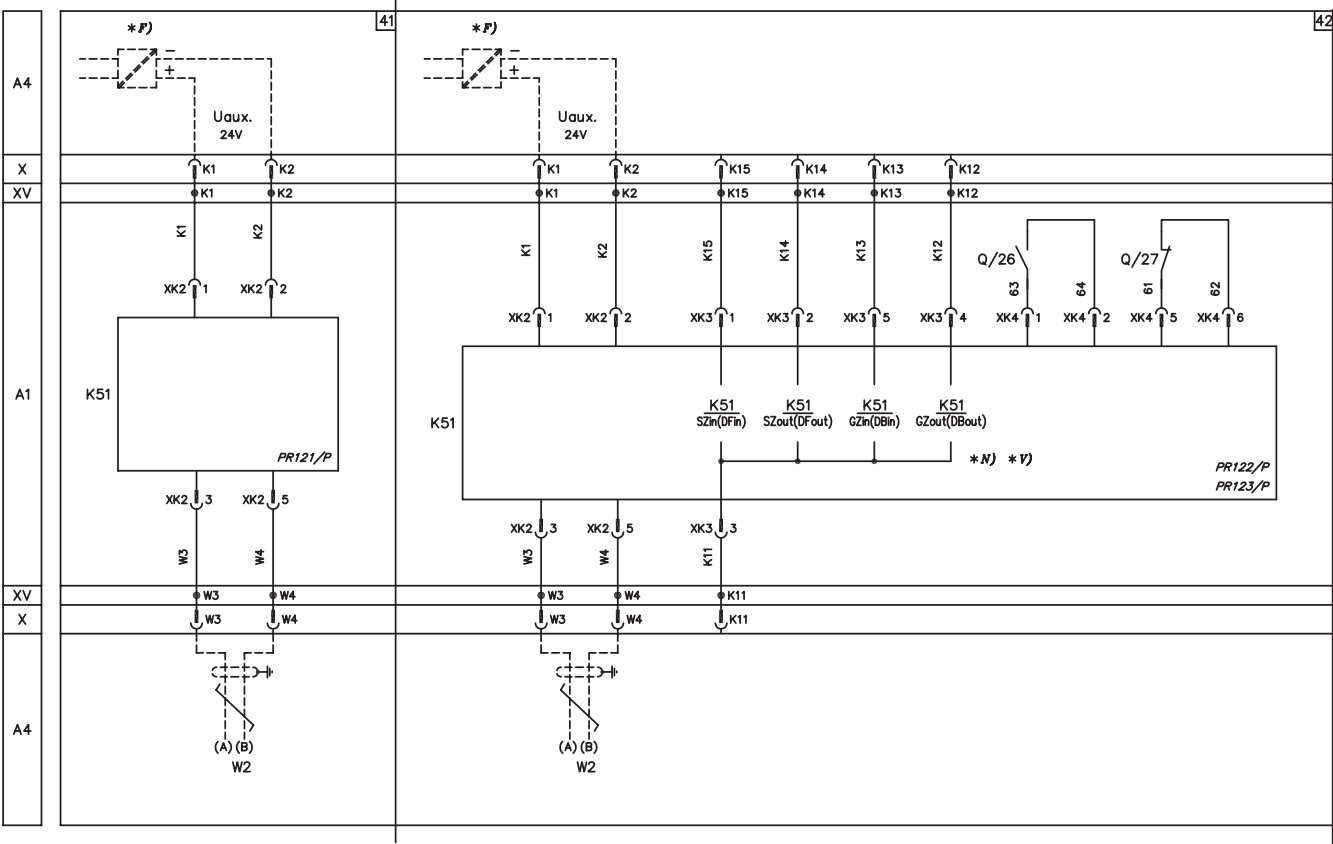 41
42
*F)
*F)
−
−
+
+
A4
Uaux.
24V
Uaux.
24V
X
K1
K2
K1
K2
K15
K14
K13
K12
XV
K1
K2
K1
K2
K15
K14
K13
K12
K1
K2
K1
K2
K15
K14
K13
K12
Q/26
Q/27
63
64
61
62
XK2 1
XK2 2
XK2 1
XK2 2
XK3 1
XK3 2
XK3 5
XK3 4
XK4 1
XK4 2
XK4 5
XK4 6
A1
K51
K51
K51
SZin(DFin)
K51
SZout(DFout)
K51
GZin(DBin)
K51
GZout(DBout)
*N) *V)
PR121/P
PR122/P
PR123/P
XK2 3
XK2 5
XK2 3
XK2 5
XK3 3
W3
W4
W3
W4
K11
XV
W3
W4
W3
W4
K11
X
W3
W4
W3
W4
K11
A4
(A) (B)
W2
(A) (B)
W2